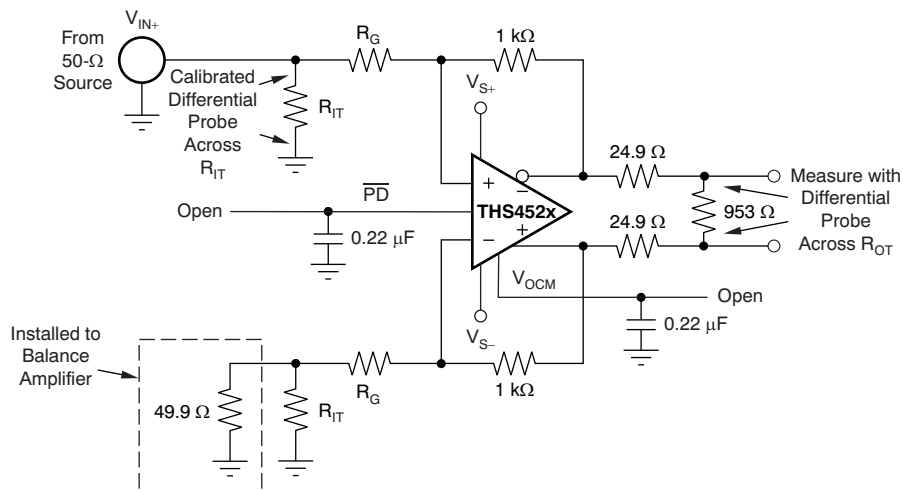 V_IN+
From
50-Ω
Source
R_G
1 kΩ
Calibrated
Differential
Probe
Across
R_IT
R_IT
V_S+
24.9 Ω
Measure with
Differential
Probe
Across R_OT
953 Ω
PD
Open
+
−
THS452x
−
+
24.9 Ω
0.22 μF
V_OCM
Open
0.22 μF
V_S−
Installed to
Balance
Amplifier
49.9 Ω
R_IT
R_G
1 kΩ